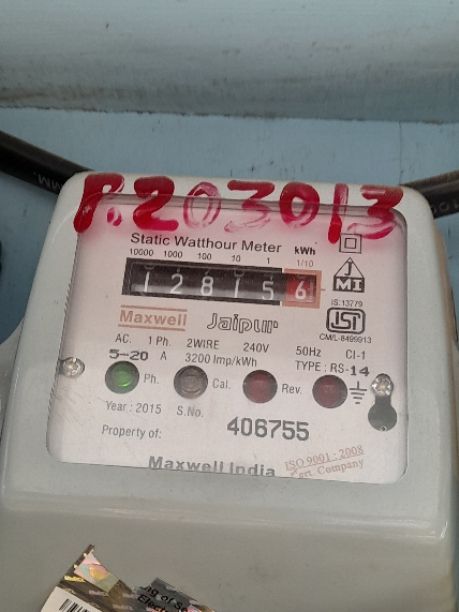 P.203013
Static Watthour Meter kWh
10000 1000 100 10 1 1/10
1 2 8 1 5 6
J
MI
IS:13779
ISI
CM/L-8499913
Maxwell Jaipur
AC. 1 Ph. 2WIRE 240V 50Hz Cl-1
5-20 A 3200 Imp/kWh TYPE : RS-14
Ph. Cal. Rev.
Year : 2015 S.No.
Property of: 406755
Maxwell India
ISO 9001 : 2008
Cert. Company